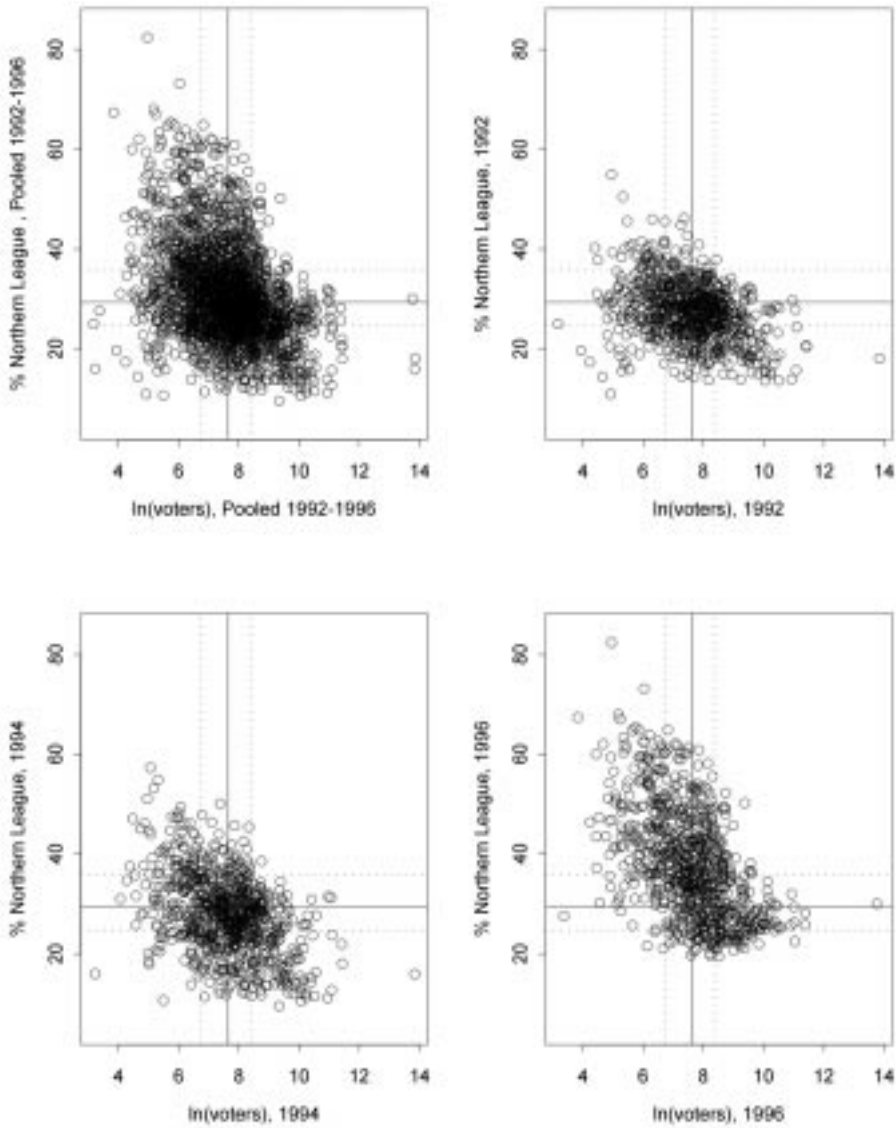 % Northern League , Pooled 1992-1996
80
60
40
20
4 6 8 10 12 14
ln(voters), Pooled 1992-1996
% Northern League, 1992
80
60
40
20
4 6 8 10 12 14
ln(voters), 1992
% Northern League, 1994
80
60
40
20
4 6 8 10 12 14
ln(voters), 1994
% Northern League, 1996
80
60
40
20
4 6 8 10 12 14
ln(voters), 1996